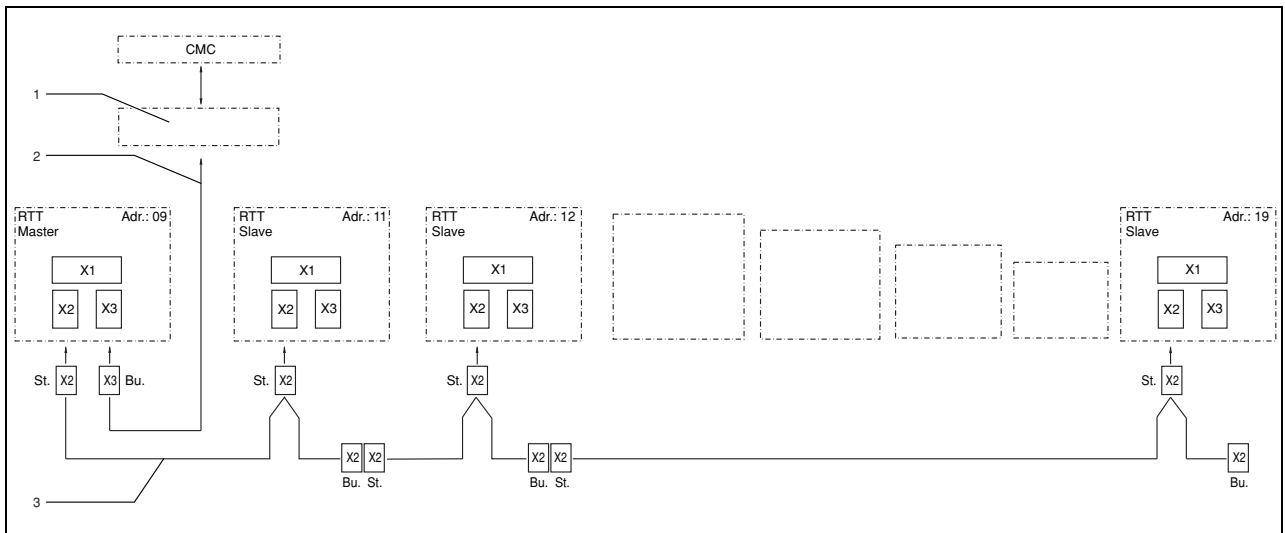 CMC
1
2
RTT Adr.: 09
Master
RTT Adr.: 11
Slave
RTT Adr.: 12
Slave
RTT Adr.: 19
Slave
X1 X1 X1 X1
X2 X3 X2 X3 X2 X3 X2 X3
St. X2 X3 Bu. St. X2 St. X2 St. X2
X2 X2 X2 X2 X2
Bu. St. Bu. St. Bu.
3